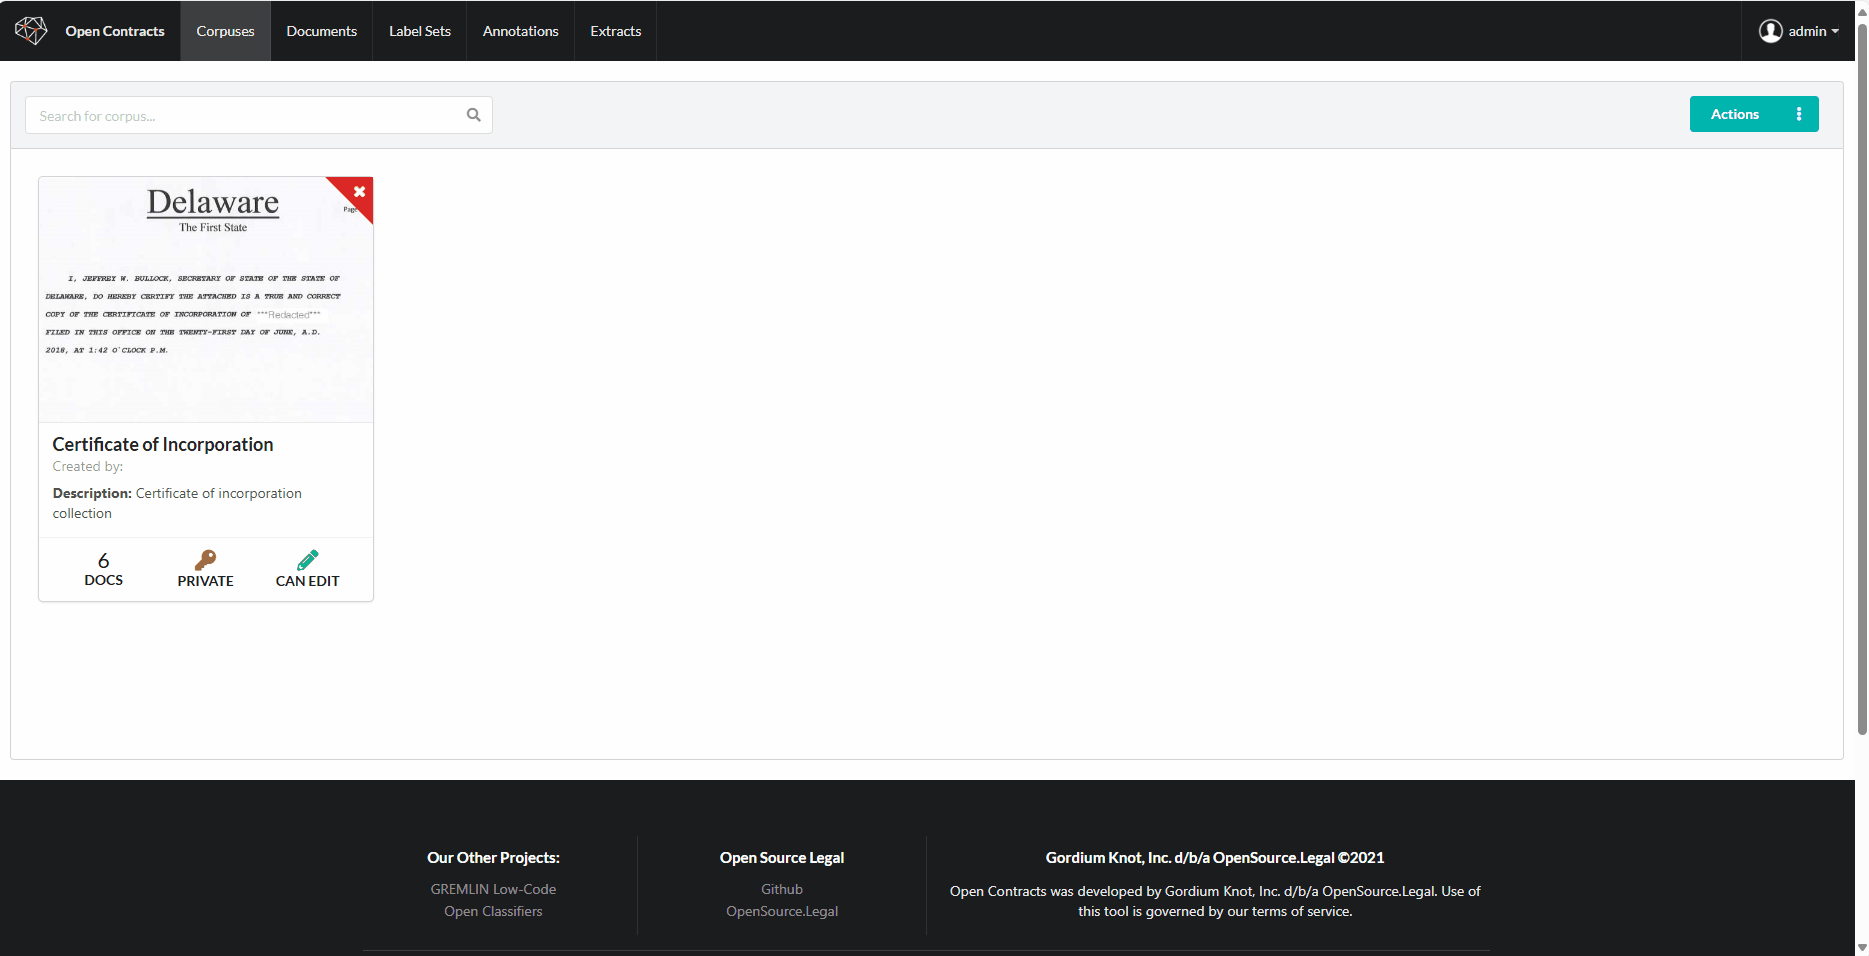 Open Contracts
Corpuses
Documents
Label Sets
Annotations
Extracts
admin
Search for corpus...
Actions
Delaware
The First State
Page
I, JEFFREY W. BULLOCK, SECRETARY OF STATE OF THE STATE OF
DELAWARE, DO HEREBY CERTIFY THE ATTACHED IS A TRUE AND CORRECT
COPY OF THE CERTIFICATE OF INCORPORATION OF ***Redacted***
FILED IN THIS OFFICE ON THE TWENTY-FIRST DAY OF JUNE, A.D.
2018, AT 1:42 O`CLOCK P.M.
Certificate of Incorporation
Created by:
Description: Certificate of incorporation
collection
6
DOCS
PRIVATE
CAN EDIT
Our Other Projects:
GREMLIN Low-Code
Open Classifiers
Open Source Legal
Github
OpenSource.Legal
Gordium Knot, Inc. d/b/a OpenSource.Legal ©2021
Open Contracts was developed by Gordium Knot, Inc. d/b/a OpenSource.Legal. Use of
this tool is governed by our terms of service.